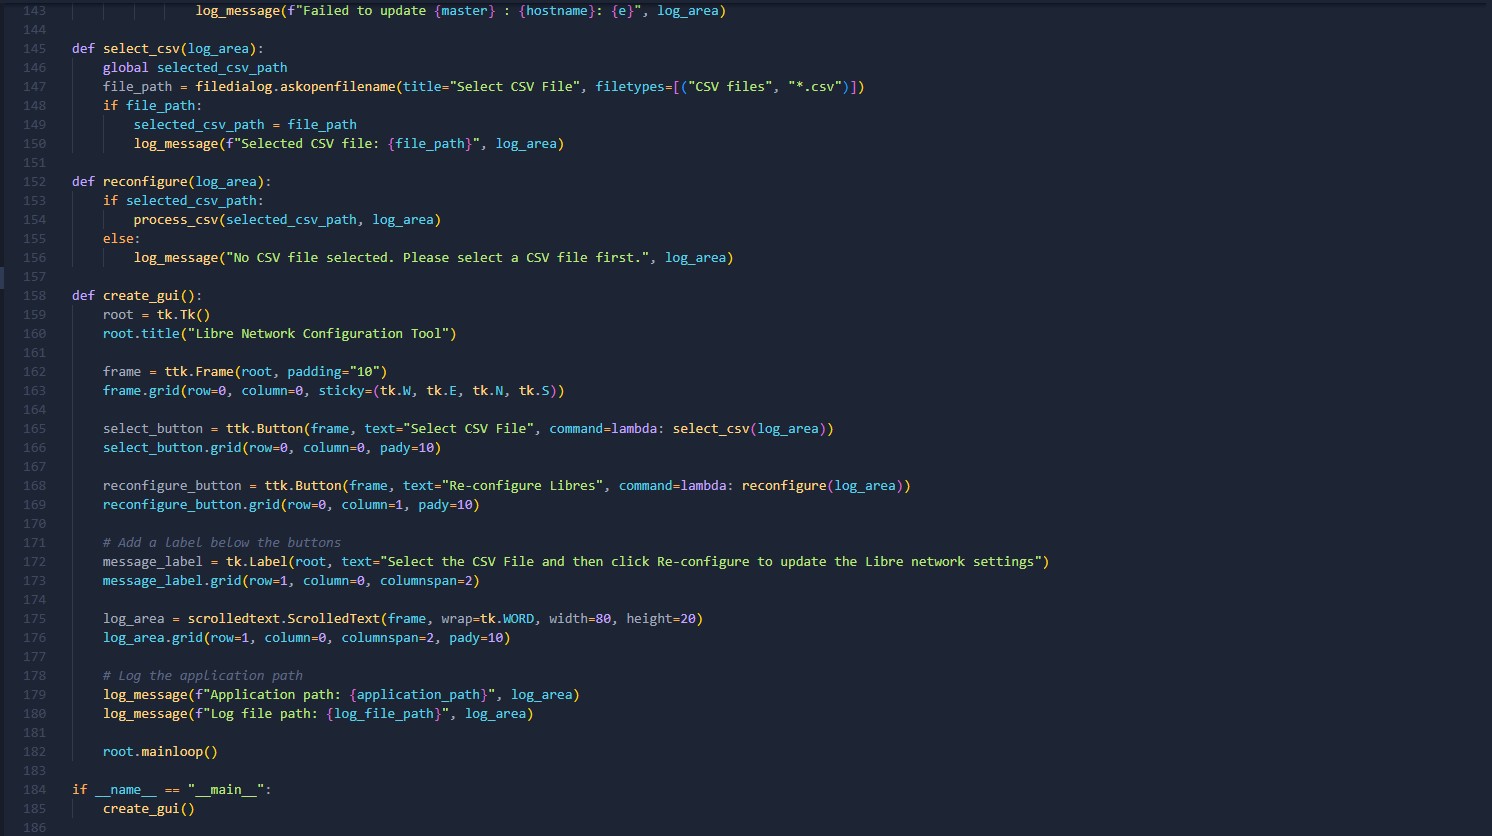 143                 log_message(f"Failed to update {master} : {hostname}: {e}", log_area)
144
145 def select_csv(log_area):
146     global selected_csv_path
147     file_path = filedialog.askopenfilename(title="Select CSV File", filetypes=[("CSV files", "*.csv")])
148     if file_path:
149         selected_csv_path = file_path
150         log_message(f"Selected CSV file: {file_path}", log_area)
151
152 def reconfigure(log_area):
153     if selected_csv_path:
154         process_csv(selected_csv_path, log_area)
155     else:
156         log_message("No CSV file selected. Please select a CSV file first.", log_area)
157
158 def create_gui():
159     root = tk.Tk()
160     root.title("Libre Network Configuration Tool")
161
162     frame = ttk.Frame(root, padding="10")
163     frame.grid(row=0, column=0, sticky=(tk.W, tk.E, tk.N, tk.S))
164
165     select_button = ttk.Button(frame, text="Select CSV File", command=lambda: select_csv(log_area))
166     select_button.grid(row=0, column=0, pady=10)
167
168     reconfigure_button = ttk.Button(frame, text="Re-configure Libres", command=lambda: reconfigure(log_area))
169     reconfigure_button.grid(row=0, column=1, pady=10)
170
171     # Add a label below the buttons
172     message_label = tk.Label(root, text="Select the CSV File and then click Re-configure to update the Libre network settings")
173     message_label.grid(row=1, column=0, columnspan=2)
174
175     log_area = scrolledtext.ScrolledText(frame, wrap=tk.WORD, width=80, height=20)
176     log_area.grid(row=1, column=0, columnspan=2, pady=10)
177
178     # Log the application path
179     log_message(f"Application path: {application_path}", log_area)
180     log_message(f"Log file path: {log_file_path}", log_area)
181
182     root.mainloop()
183
184 if __name__ == "__main__":
185     create_gui()
186